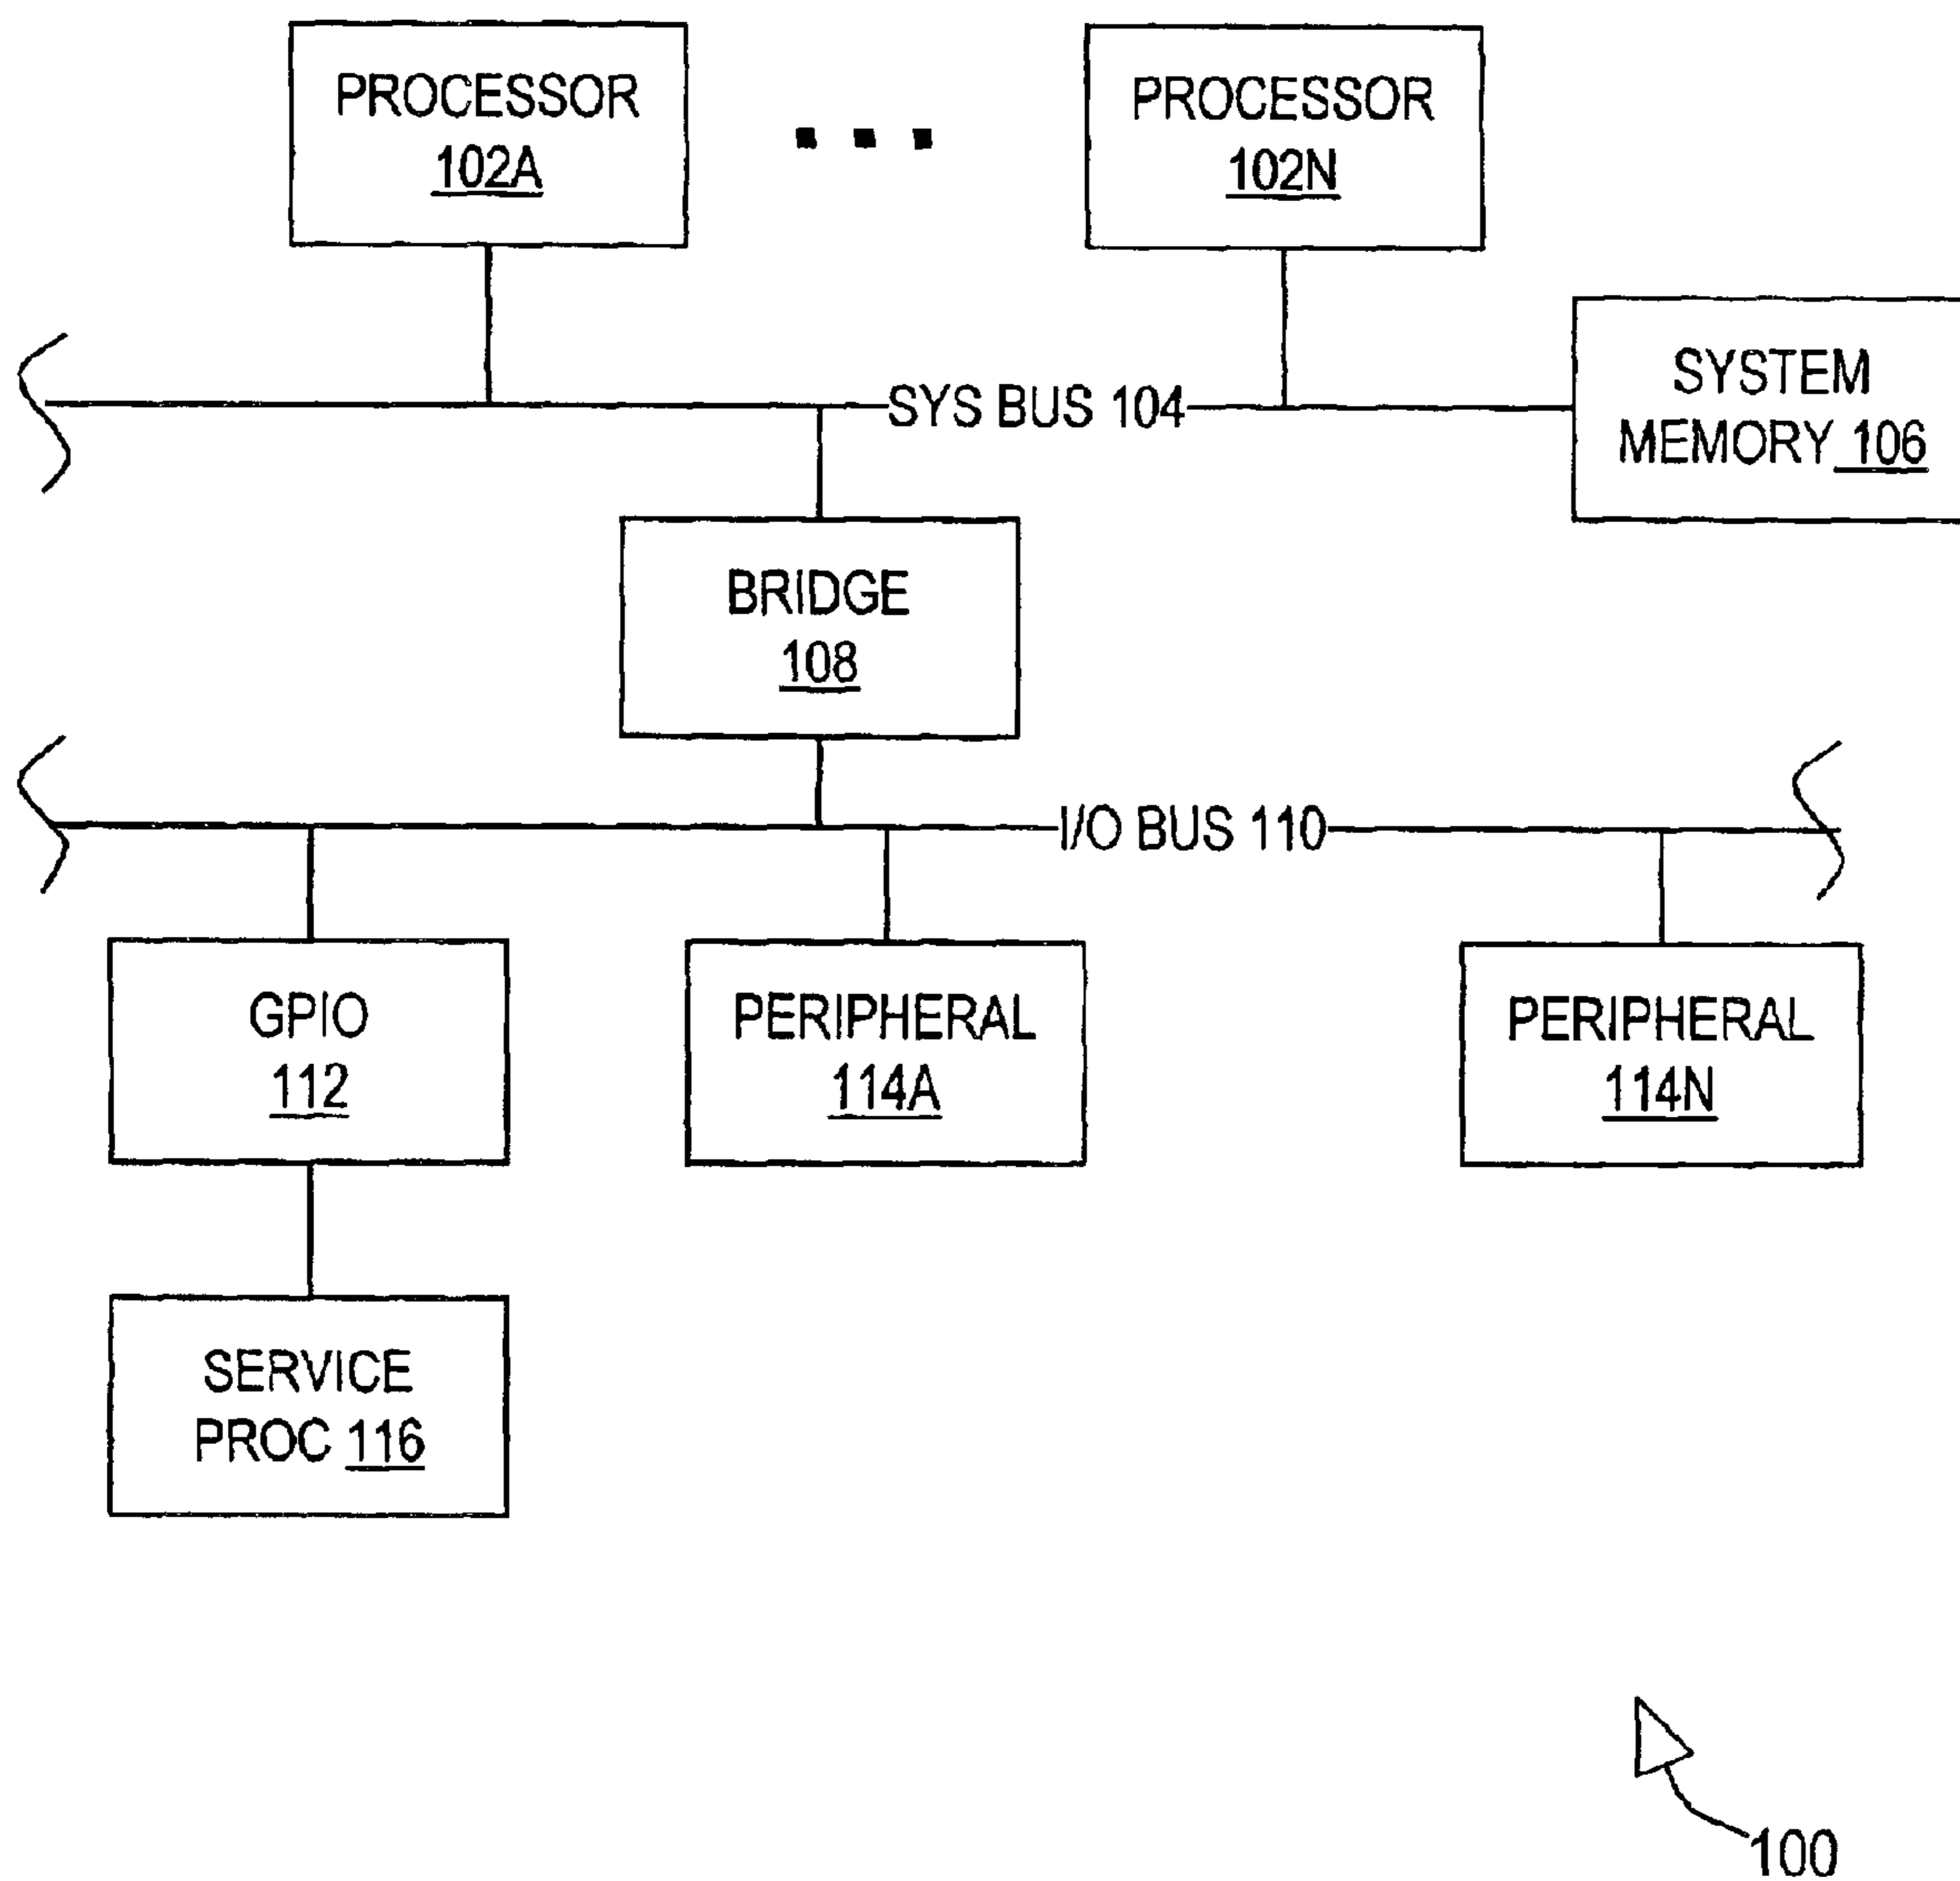 PROCESSOR
102A
PROCESSOR
102N
SYS BUS 104
SYSTEM
MEMORY 106
BRIDGE
108
I/O BUS 110
GPIO
112
PERIPHERAL
114A
PERIPHERAL
114N
SERVICE
PROC 116
100